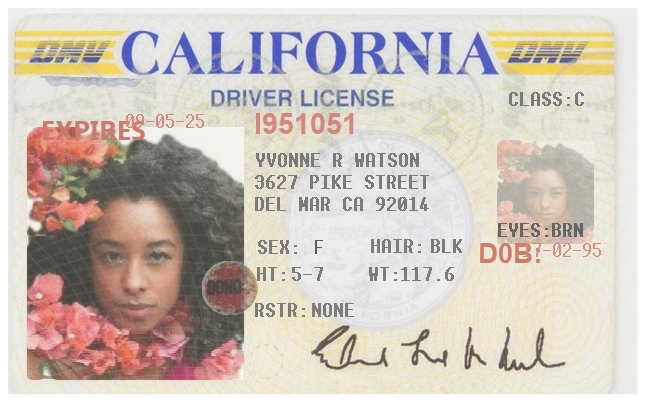 DMV CALIFORNIA DMV
DRIVER LICENSE
CLASS:C
EXPIRES 09-05-25
I951051
YVONNE R WATSON
3627 PIKE STREET
DEL MAR CA 92014
EYES:BRN
SEX: F HAIR: BLK
DOB: -02-95
HT:5-7 WT:117.6
DONOR
RSTR: NONE